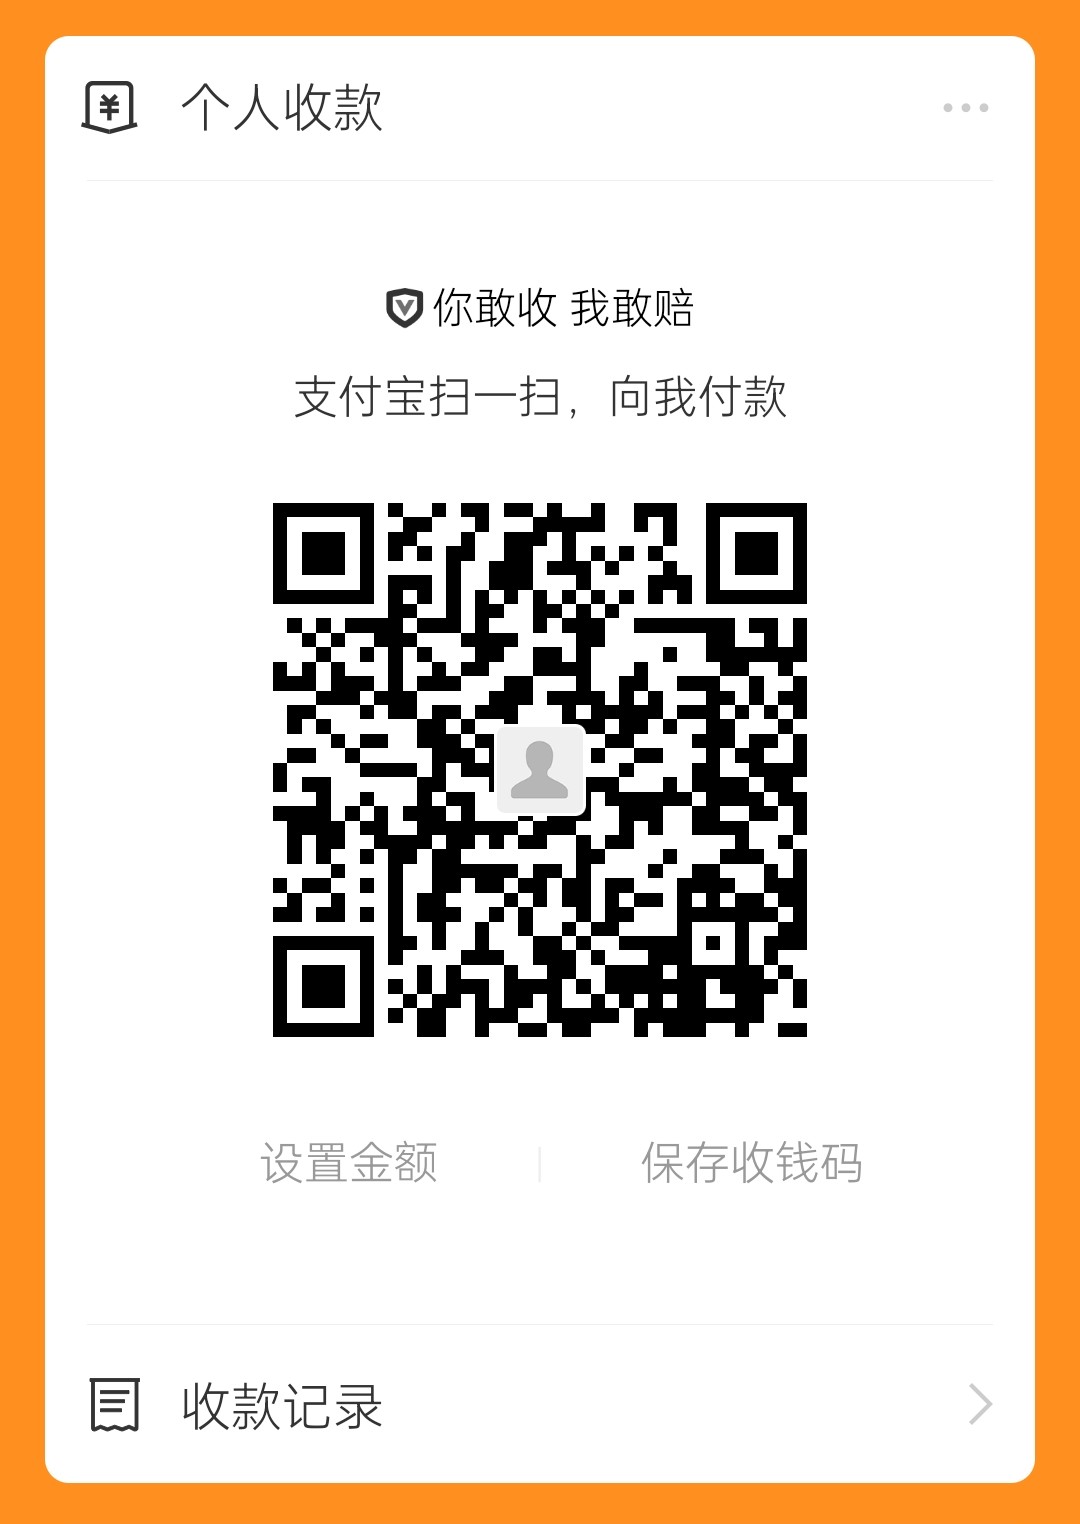 个人收款
你敢收 我敢赔
支付宝扫一扫，向我付款
设置金额
保存收钱码
收款记录